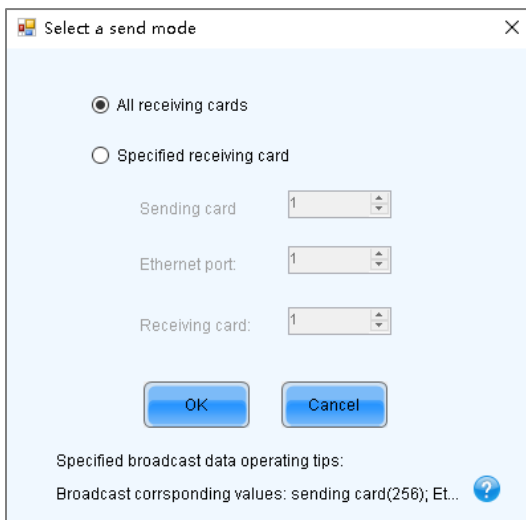 Select a send mode
All receiving cards
Specified receiving card
Sending card 1
Ethernet port: 1
Receiving card: 1
OK Cancel
Specified broadcast data operating tips:
Broadcast corrsponding values: sending card(256); Et...